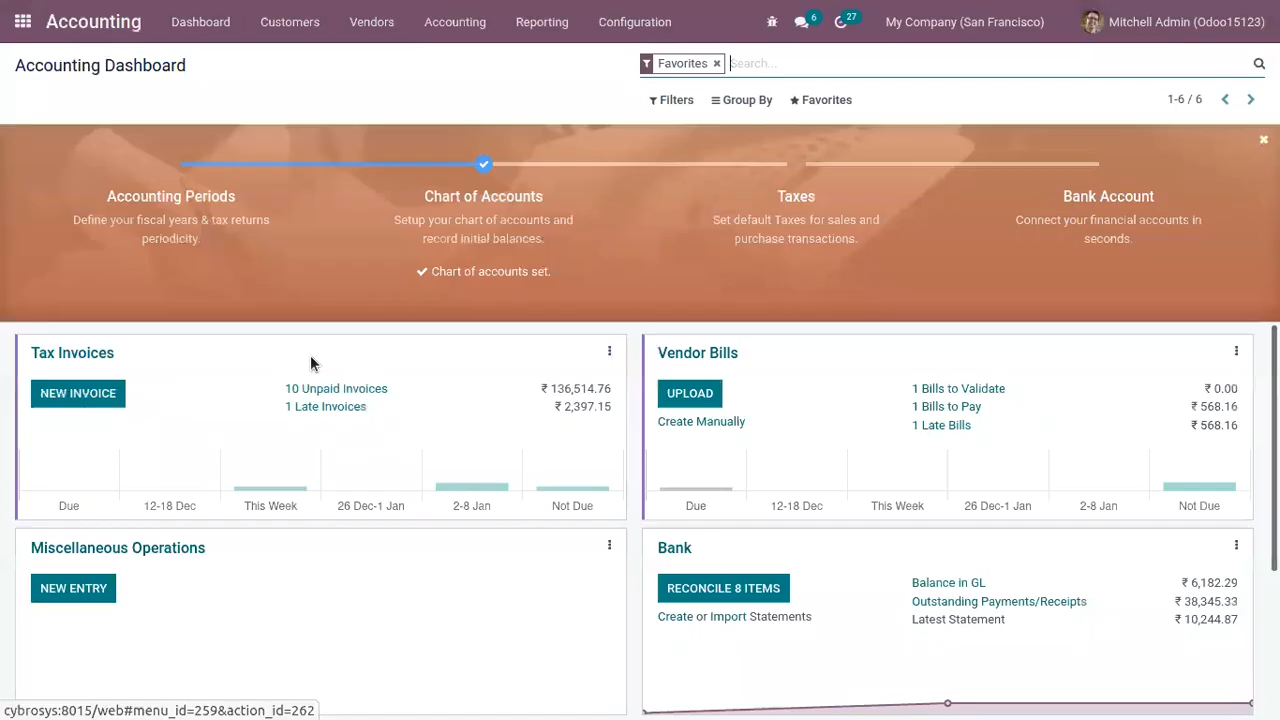 Accounting Dashboard Customers Vendors Accounting Reporting Configuration 6 27 My Company (San Francisco) Mitchell Admin (Odoo15123)
Accounting Dashboard
Favorites × Search...
Filters Group By Favorites 1-6 / 6
Accounting Periods
Define your fiscal years & tax returns
periodicity.
Chart of Accounts
Setup your chart of accounts and
record initial balances.
Chart of accounts set.
Taxes
Set default Taxes for sales and
purchase transactions.
Bank Account
Connect your financial accounts in
seconds.
Tax Invoices
NEW INVOICE
10 Unpaid Invoices ₹ 136,514.76
1 Late Invoices ₹ 2,397.15
Due 12-18 Dec This Week 26 Dec-1 Jan 2-8 Jan Not Due
Vendor Bills
UPLOAD
Create Manually
1 Bills to Validate ₹ 0.00
1 Bills to Pay ₹ 568.16
1 Late Bills ₹ 568.16
Due 12-18 Dec This Week 26 Dec-1 Jan 2-8 Jan Not Due
Miscellaneous Operations
NEW ENTRY
Bank
RECONCILE 8 ITEMS
Create or Import Statements
Balance in GL ₹ 6,182.29
Outstanding Payments/Receipts ₹ 38,345.33
Latest Statement ₹ 10,244.87
cybrosys:8015/web#menu_id=259&action_id=262